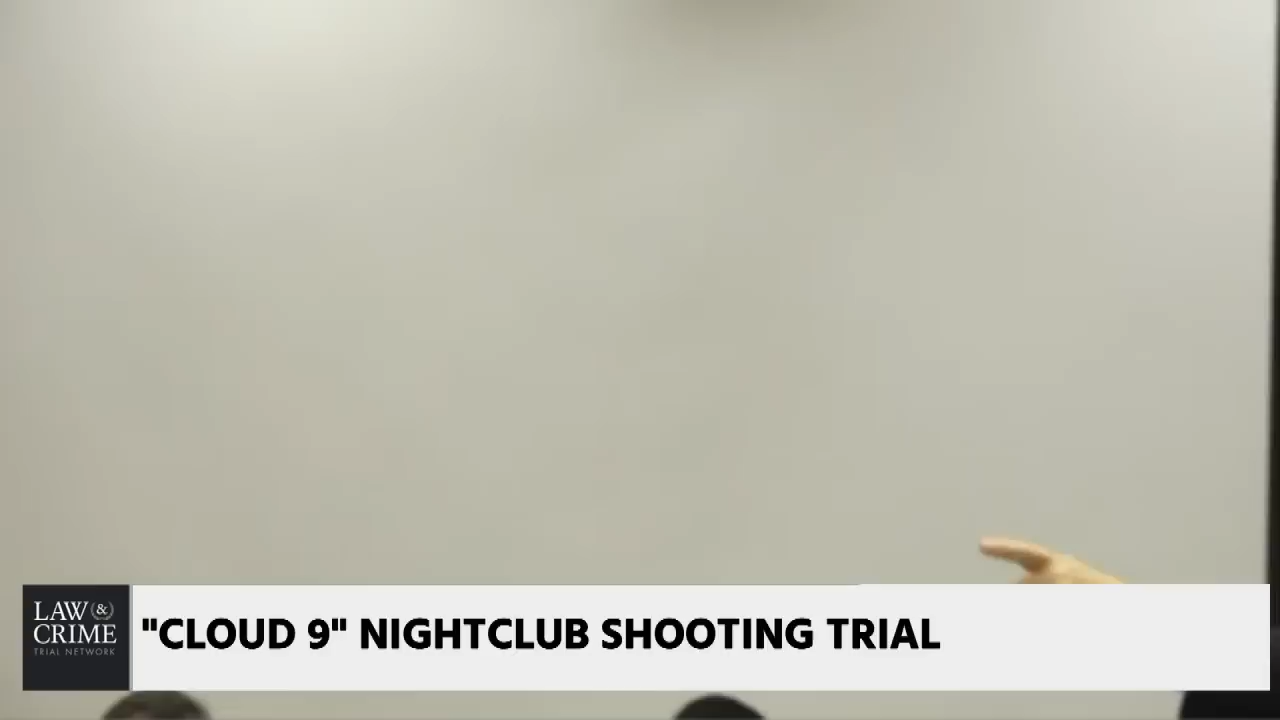 LAW &
CRIME
TRIAL NETWORK
"CLOUD 9" NIGHTCLUB SHOOTING TRIAL